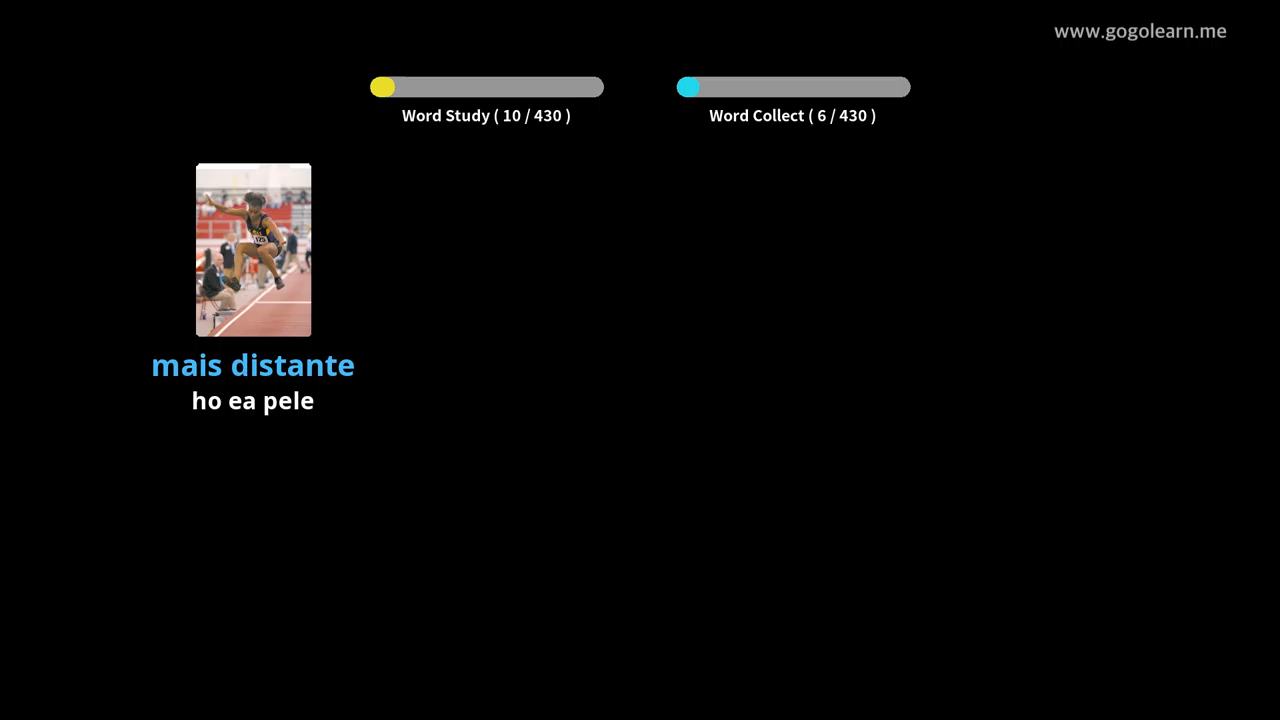 www.gogolearn.me
Word Study ( 10 / 430 )
Word Collect ( 6 / 430 )
mais distante
ho ea pele